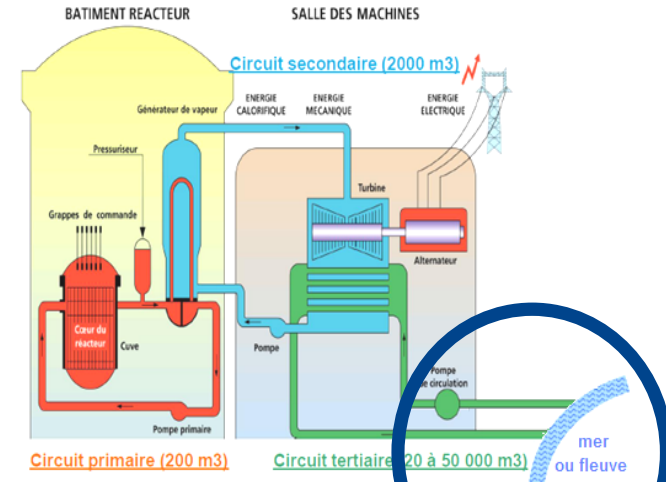 BATIMENT REACTEUR
SALLE DES MACHINES
Circuit secondaire (2000 m3)
Générateur de vapeur
ENERGIE
CALORIFIQUE
ENERGIE
MECANIQUE
ENERGIE
ELECTRIQUE
Pressuriseur
Turbine
Grappes de commande
Alternateur
Cœur du
réacteur
Cuve
Pompe
Pompe
de circulation
Pompe primaire
mer
ou fleuve
Circuit primaire (200 m3)
Circuit tertiaire (20 à 50 000 m3)